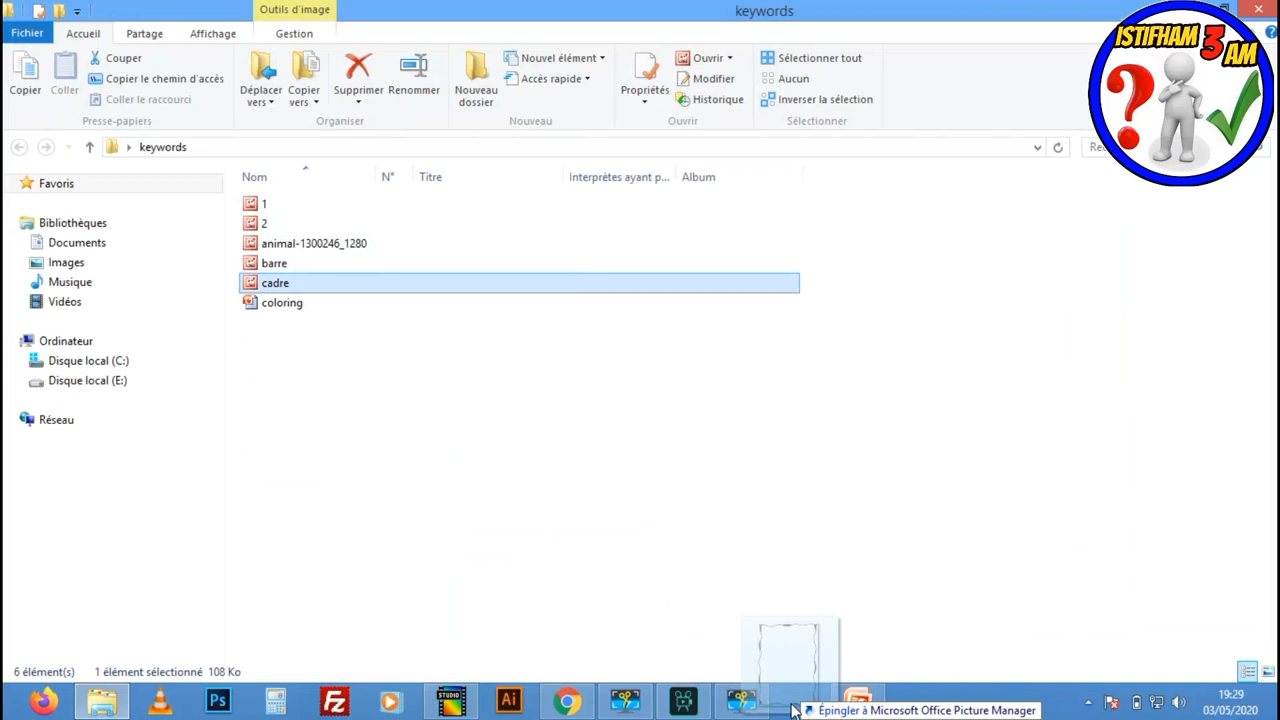 Outils d'image
keywords
Fichier
Accueil
Partage
Affichage
Gestion
Copier
Coller
Couper
Copier le chemin d'accès
Coller le raccourci
Presse-papiers
Déplacer vers
Copier vers
Supprimer
Renommer
Organiser
Nouveau dossier
Nouvel élément
Accès rapide
Nouveau
Propriétés
Ouvrir
Modifier
Historique
Ouvrir
Sélectionner tout
Aucun
Inverser la sélection
Sélectionner
ISTIFHAM 3 AM
keywords
Favoris
Bibliothèques
Documents
Images
Musique
Vidéos
Ordinateur
Disque local (C:)
Disque local (E:)
Réseau
Nom
N°
Titre
Interprètes ayant p...
Album
1
2
animal-1300246_1280
barre
cadre
coloring
6 élément(s)
1 élément sélectionné 108 Ko
Ps
Fz
STUDIO
Ai
Épingler à Microsoft Office Picture Manager
19:29
03/05/2020